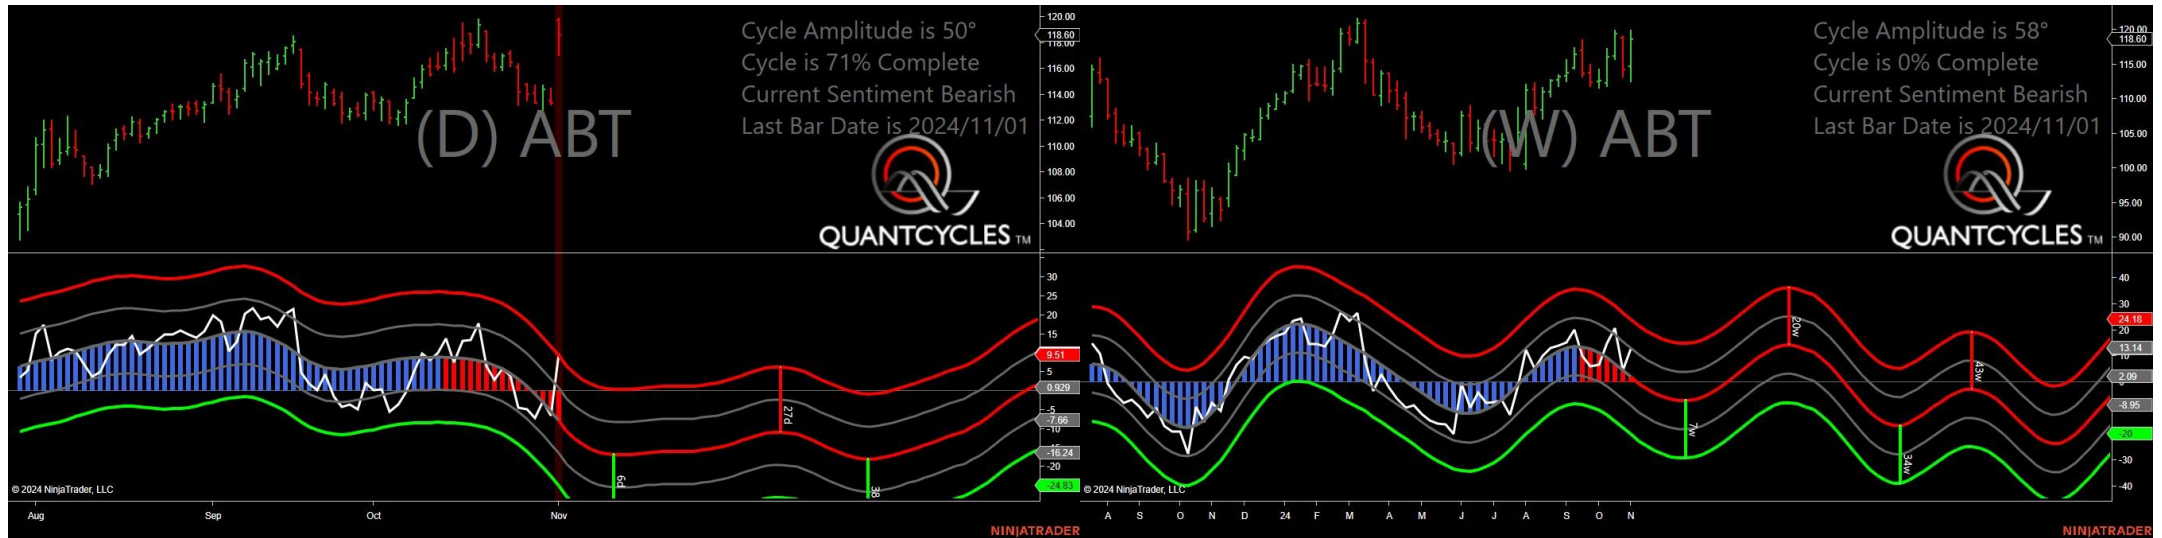 Cycle Amplitude is 50°
Cycle is 71% Complete
Current Sentiment Bearish
Last Bar Date is 2024/11/01
(D) ABT
QUANTCYCLES TM
120.00
118.60
118.00
116.00
114.00
112.00
110.00
108.00
106.00
104.00
30
25
20
15
9.51
5
0.929
-5
-7.66
-10
-16.24
-20
-24.83
27d
6d
38
© 2024 NinjaTrader, LLC
Aug Sep Oct Nov
NINJATRADER
Cycle Amplitude is 58°
Cycle is 0% Complete
Current Sentiment Bearish
Last Bar Date is 2024/11/01
(W) ABT
QUANTCYCLES TM
120.00
118.60
115.00
110.00
105.00
100.00
95.00
90.00
40
30
24.18
20
13.14
10
2.09
-8.95
-20
-30
-40
20w
43w
7w
34w
© 2024 NinjaTrader, LLC
A S O N D 24 F M A M J J A S O N
NINJATRADER